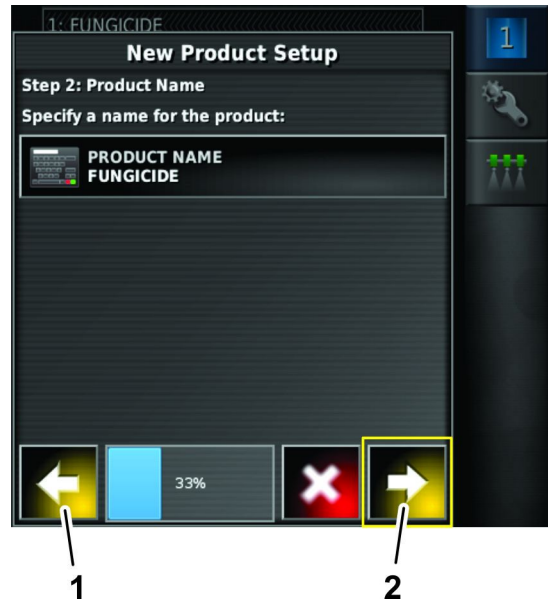 1: FUNGICIDE
New Product Setup
1
Step 2: Product Name
Specify a name for the product:
PRODUCT NAME
FUNGICIDE
33%
1
2